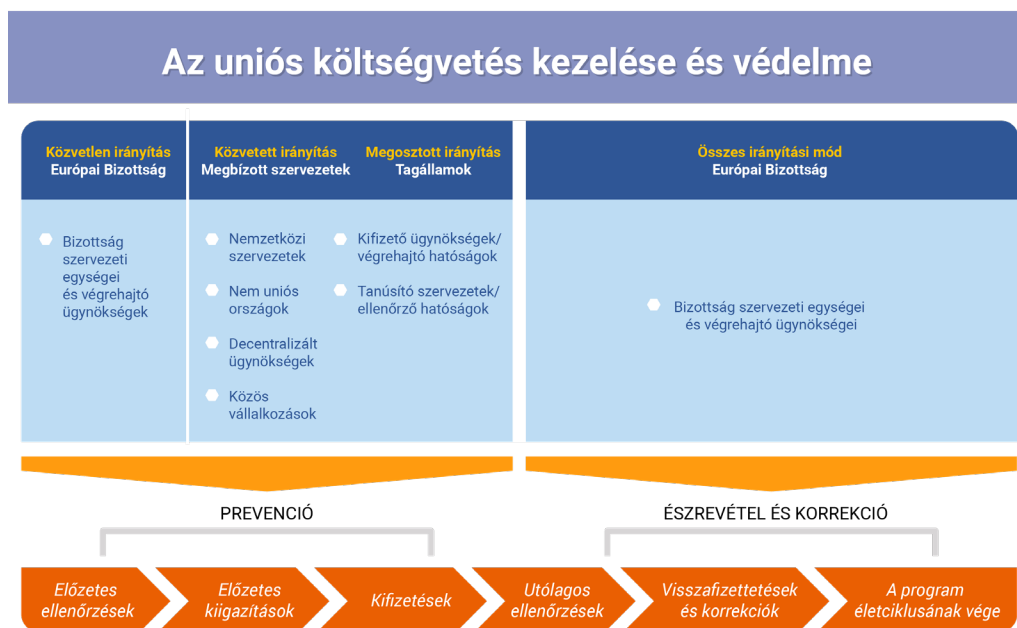 Az uniós költségvetés kezelése és védelme
Közvetlen irányítás
Európai Bizottság
Közvetett irányítás
Megbízott szervezetek
Megosztott irányítás
Tagállamok
Összes irányítási mód
Európai Bizottság
Bizottság
szervezeti
egységei
és végrehajtó
ügynökségek
Nemzetközi
szervezetek
Nem uniós
országok
Decentralizált
ügynökségek
Közös
vállalkozások
Kifizető ügynökségek/
végrehajtó hatóságok
Tanúsító szervezetek/
ellenőrző hatóságok
Bizottság szervezeti egységei
és végrehajtó ügynökségei
PREVENCIÓ
ÉSZREVÉTEL ÉS KORREKCIÓ
Előzetes
ellenőrzések
Előzetes
kiigazítások
Kifizetések
Utólagos
ellenőrzések
Visszafizettetések
és korrekciók
A program
életciklusának vége